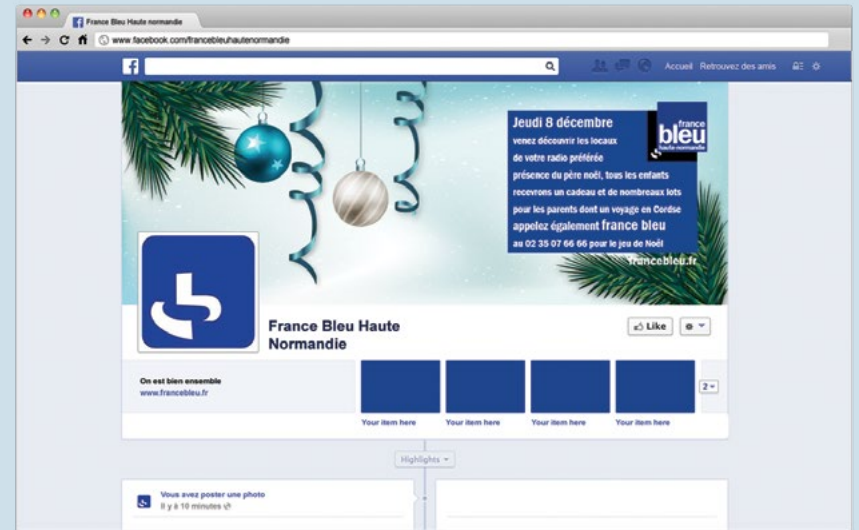 France Bleu Haute normandie
www.facebook.com/francebleuhautenormandie
f
Accueil Retrouvez des amis
Jeudi 8 décembre
venez découvrir les locaux
de votre radio préférée
présence du père noël, tous les enfants
recevrons un cadeau et de nombreaux lots
pour les parents dont un voyage en Cordse
appelez également france bleu
au 02 35 07 66 66 pour le jeu de Noël
francebleu.fr
france
bleu
haute normandie
France Bleu Haute
Normandie
Like
On est bien ensemble
www.francebleu.fr
2
Your item here Your item here Your item here Your item here
Highlights
Vous avez poster une photo
Il y à 10 minutes